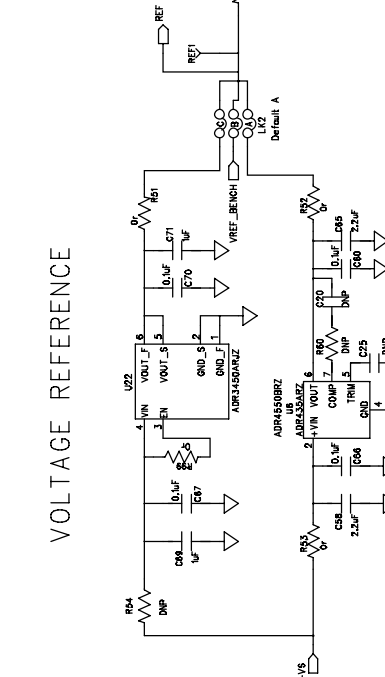 VOLTAGE REFERENCE
REF
REF1
C
B
A
LK2
Default A
VREF_BENCH
R51
0r
C71
1uF
0.1uF
C70
6
5
2
1
VOUT_F
VOUT_S
GND_S
GND_F
U22
ADR3450ARJZ
VIN
EN
4
3
0r
0.1uF
C67
C69
1uF
R54
DNP
R52
0r
C65
2.2uF
0.1uF
C60
C20
DNP
R60
DNP
C25
DNP
6
7
5
VOUT
COMP
TRIM
GND
4
+VIN
2
ADR4550BRZ
ADR435ARZ
0.1uF
C66
C58
2.2uF
R53
0r